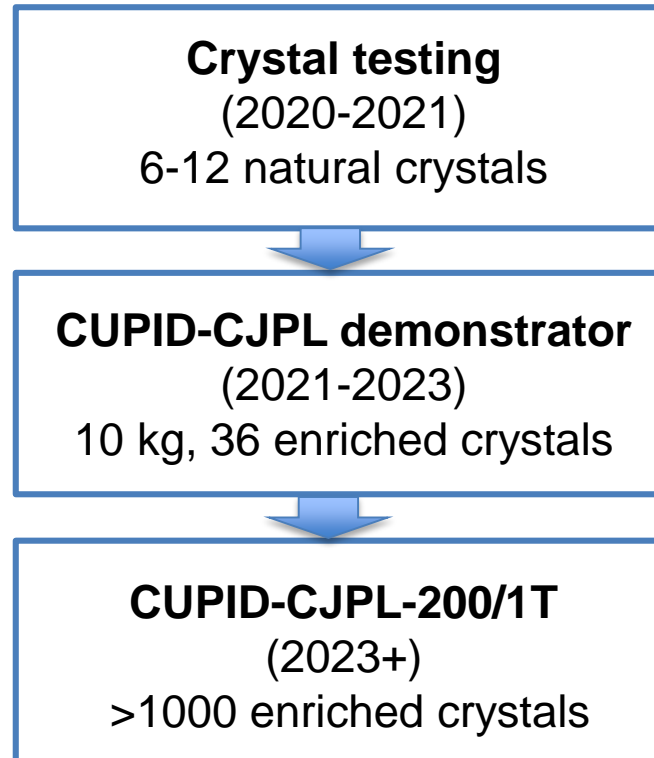 Crystal testing
(2020-2021)
6-12 natural crystals
CUPID-CJPL demonstrator
(2021-2023)
10 kg, 36 enriched crystals
CUPID-CJPL-200/1T
(2023+)
>1000 enriched crystals